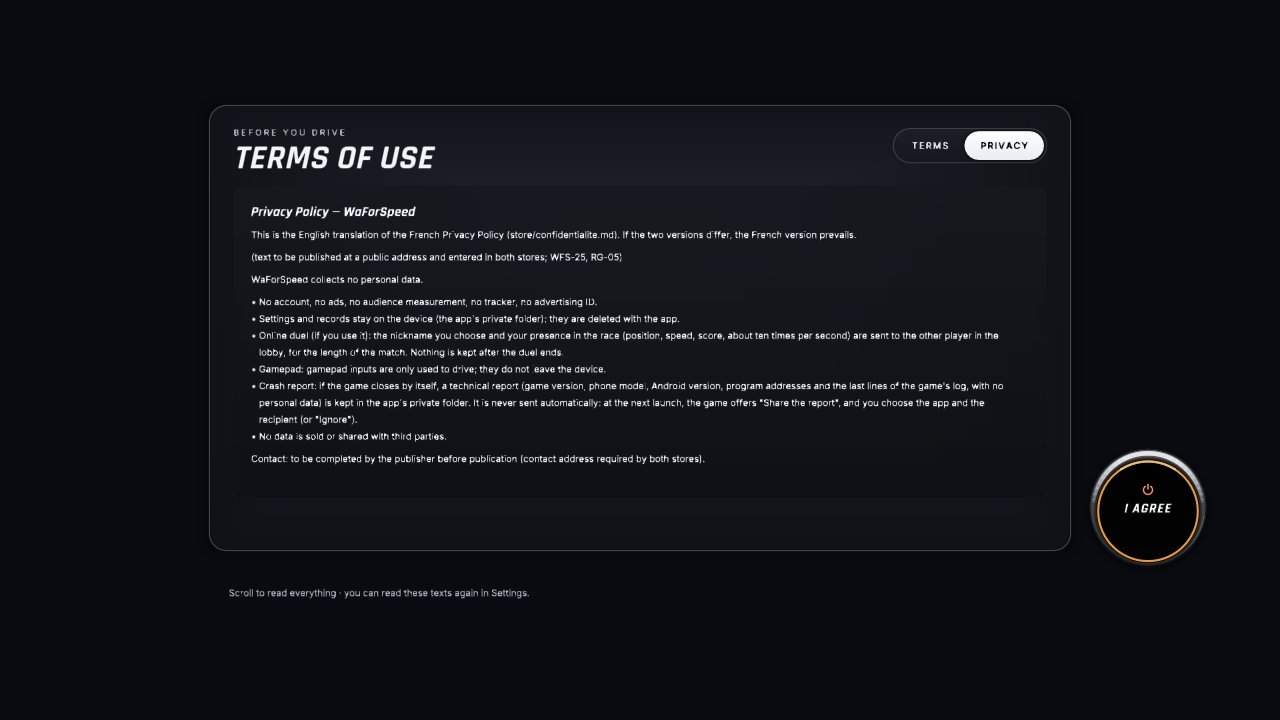 BEFORE YOU DRIVE
TERMS OF USE
TERMS
PRIVACY
Privacy Policy — WaForSpeed
This is the English translation of the French Privacy Policy (store/confidentialite.md). If the two versions differ, the French version prevails.
(text to be published at a public address and entered in both stores; WFS-25, RG-05)
WaForSpeed collects no personal data.
• No account, no ads, no audience measurement, no tracker, no advertising ID.
• Settings and records stay on the device (the app's private folder); they are deleted with the app.
• Online duel (if you use it): the nickname you choose and your presence in the race (position, speed, score, about ten times per second) are sent to the other player in the
lobby, for the length of the match. Nothing is kept after the duel ends.
• Gamepad: gamepad inputs are only used to drive; they do not leave the device.
• Crash report: if the game closes by itself, a technical report (game version, phone model, Android version, program addresses and the last lines of the game's log, with no
personal data) is kept in the app's private folder. It is never sent automatically: at the next launch, the game offers "Share the report", and you choose the app and the
recipient (or "Ignore").
• No data is sold or shared with third parties.
Contact: to be completed by the publisher before publication (contact address required by both stores).
I AGREE
Scroll to read everything · you can read these texts again in Settings.